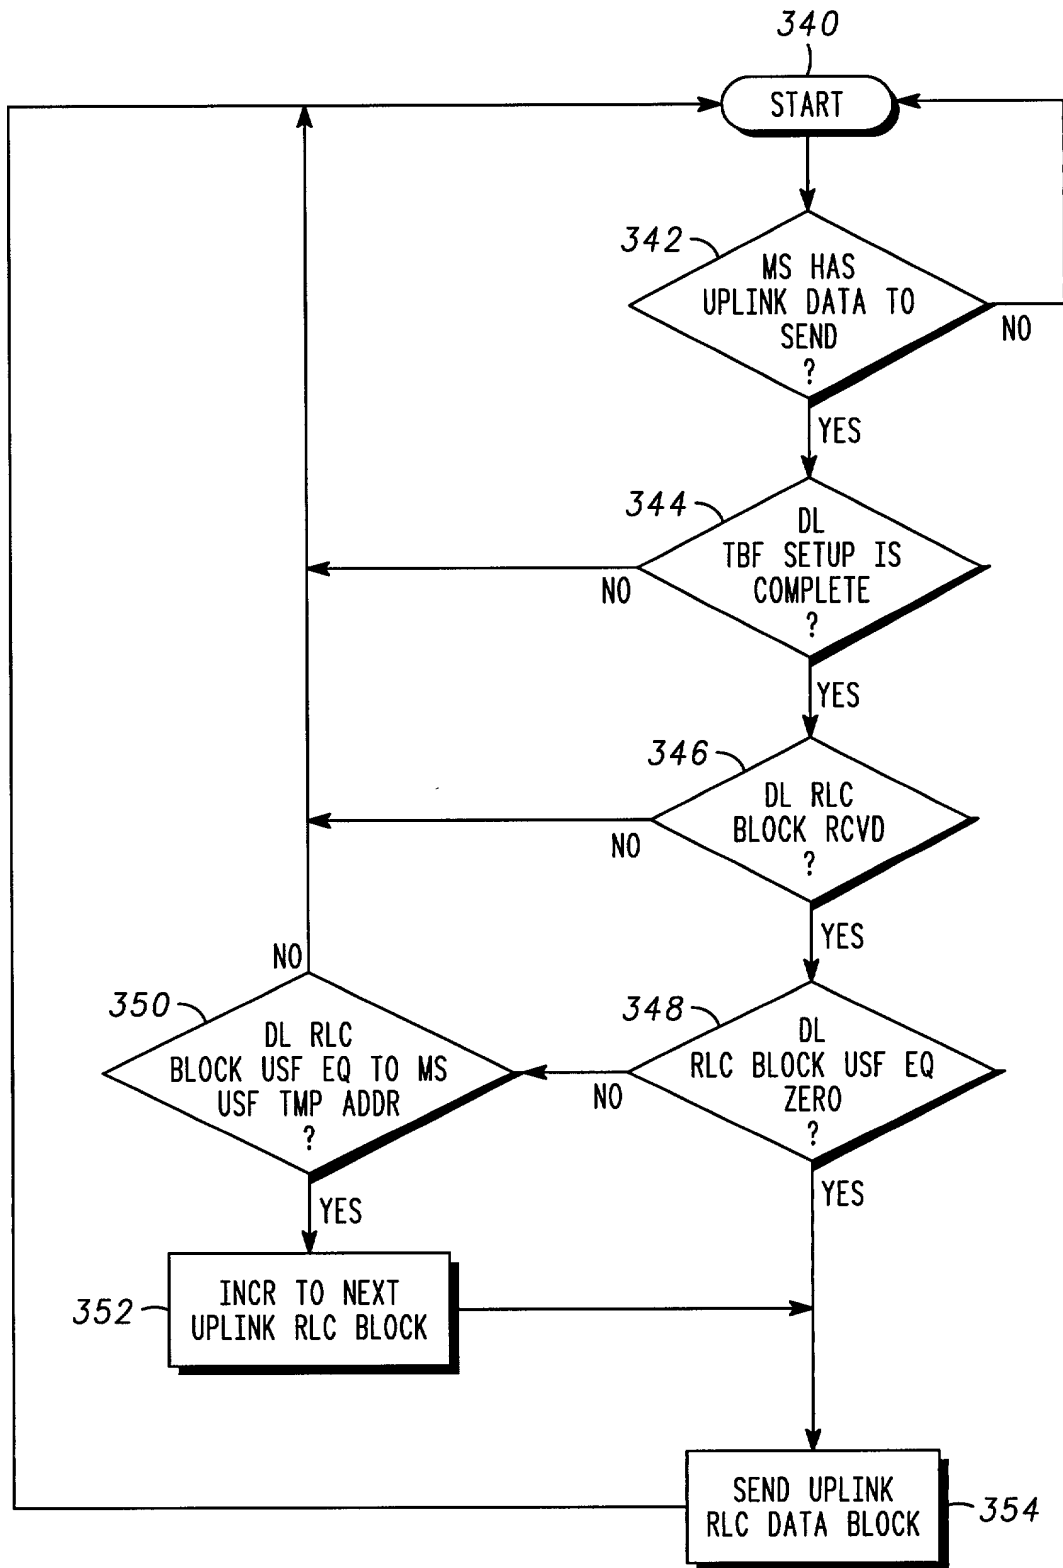 340
START
342
MS HAS
UPLINK DATA TO
SEND
?
NO
YES
344
DL
TBF SETUP IS
COMPLETE
?
NO
YES
346
DL RLC
BLOCK RCVD
?
NO
YES
NO
350
DL RLC
BLOCK USF EQ TO MS
USF TMP ADDR
?
348
DL
RLC BLOCK USF EQ
ZERO
?
NO
YES
YES
352
INCR TO NEXT
UPLINK RLC BLOCK
SEND UPLINK
RLC DATA BLOCK
354